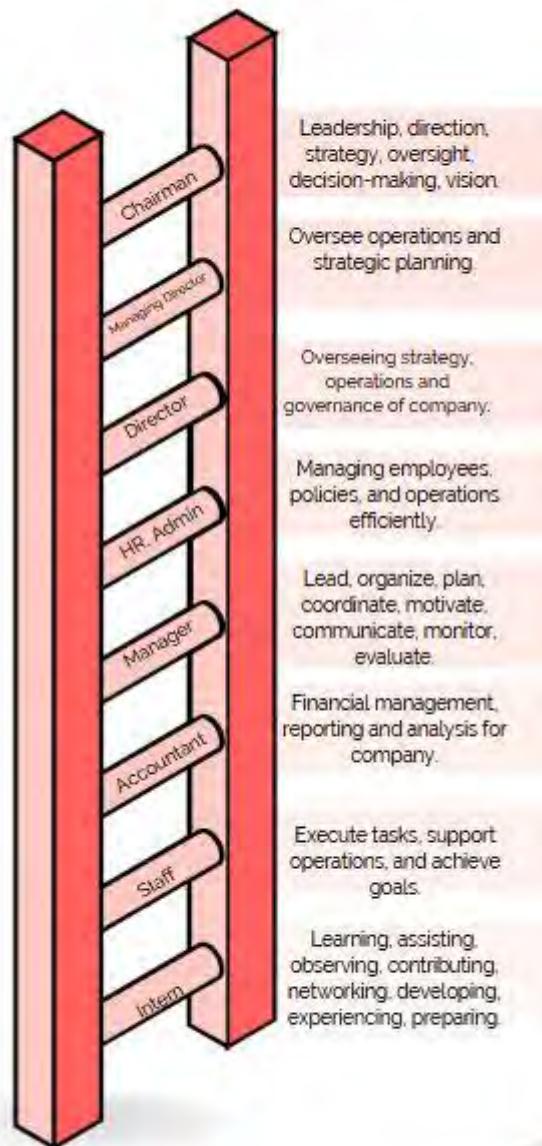 Chairman
Leadership, direction,
strategy, oversight,
decision-making, vision.
Managing Director
Oversee operations and
strategic planning
Director
Overseeing strategy,
operations and
governance of company.
HR, Admin
Managing employees,
policies, and operations
efficiently.
Manager
Lead, organize, plan,
coordinate, motivate,
communicate, monitor,
evaluate.
Accountant
Financial management,
reporting and analysis for
company.
Staff
Execute tasks, support
operations, and achieve
goals.
Intern
Learning, assisting,
observing, contributing,
networking, developing,
experiencing, preparing.